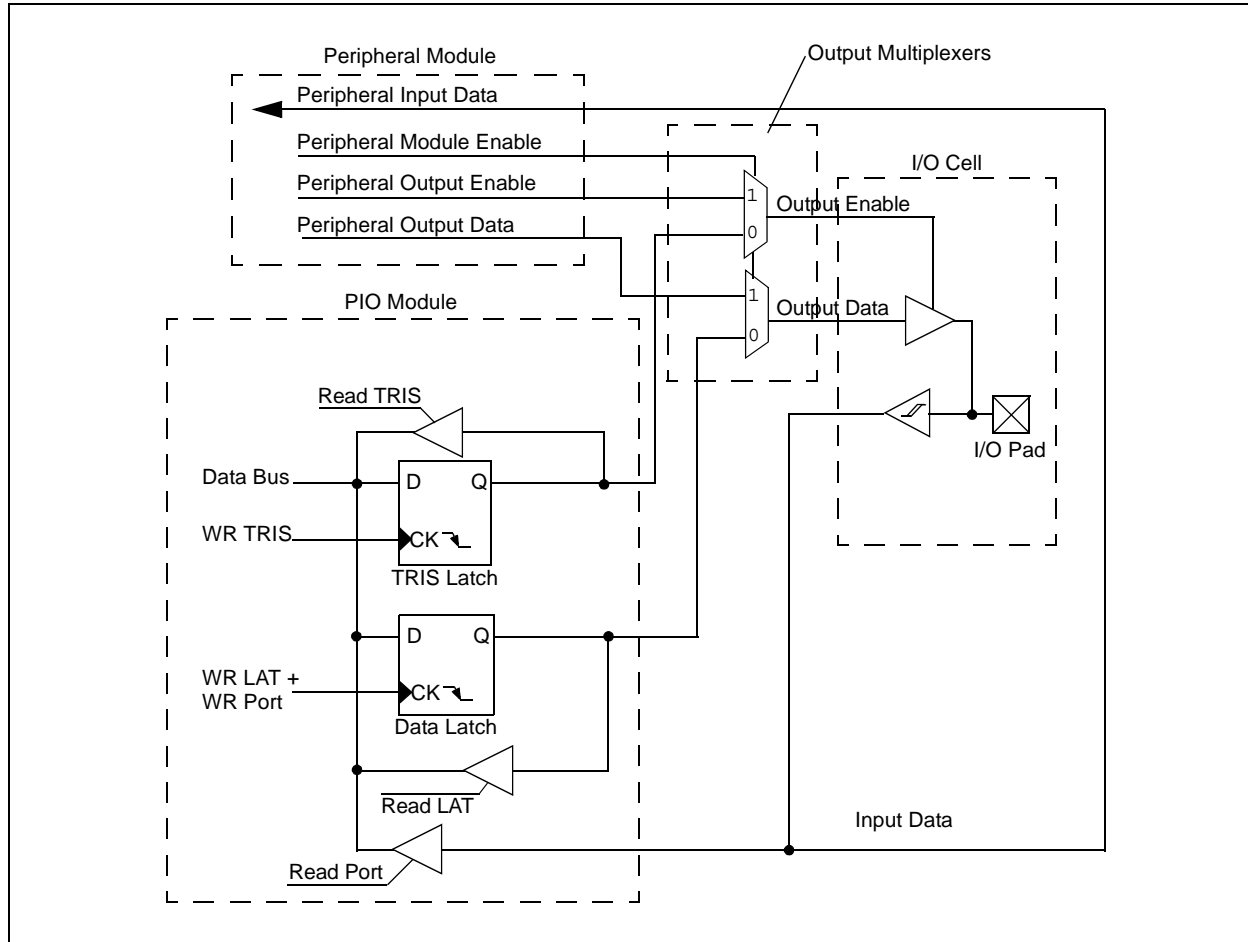 Output Multiplexers
Peripheral Module
Peripheral Input Data
Peripheral Module Enable
I/O Cell
Peripheral Output Enable
1
Output Enable
Peripheral Output Data
0
PIO Module
1
Output Data
0
Read TRIS
I/O Pad
Data Bus
D
Q
WR TRIS
CK
TRIS Latch
D
Q
WR LAT +
WR Port
CK
Data Latch
Read LAT
Input Data
Read Port